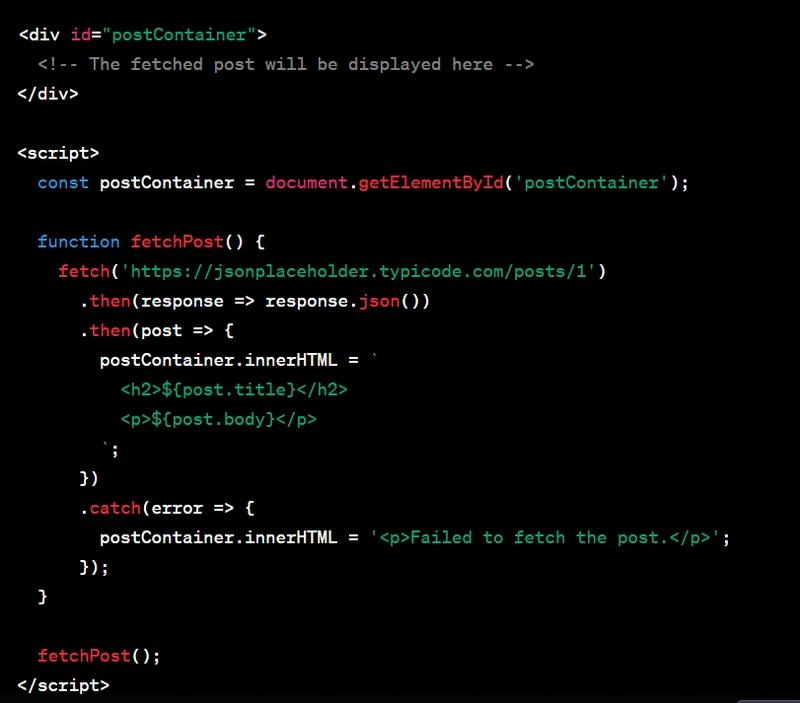 <div id="postContainer">
  <!-- The fetched post will be displayed here -->
</div>

<script>
  const postContainer = document.getElementById('postContainer');

  function fetchPost() {
    fetch('https://jsonplaceholder.typicode.com/posts/1')
      .then(response => response.json())
      .then(post => {
        postContainer.innerHTML = `
          <h2>${post.title}</h2>
          <p>${post.body}</p>
        `;
      })
      .catch(error => {
        postContainer.innerHTML = '<p>Failed to fetch the post.</p>';
      });
  }

  fetchPost();
</script>